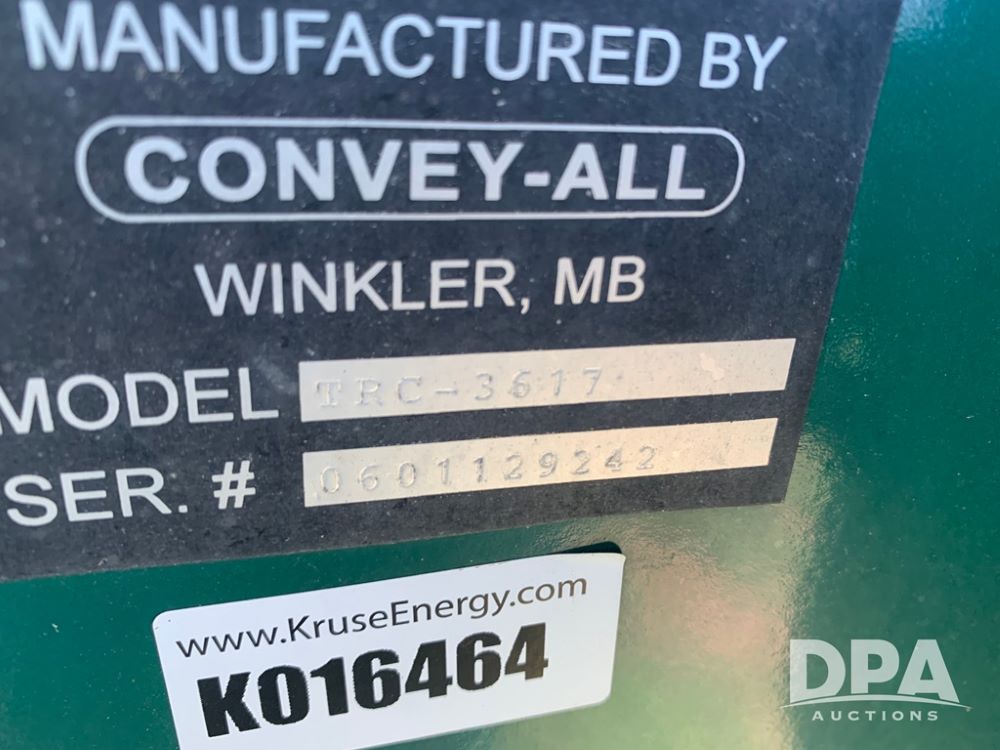 MANUFACTURED BY
CONVEY-ALL
WINKLER, MB
MODEL TRC-3617
SER. # 0601129242
www.KruseEnergy.com
K016464
DPA
AUCTIONS